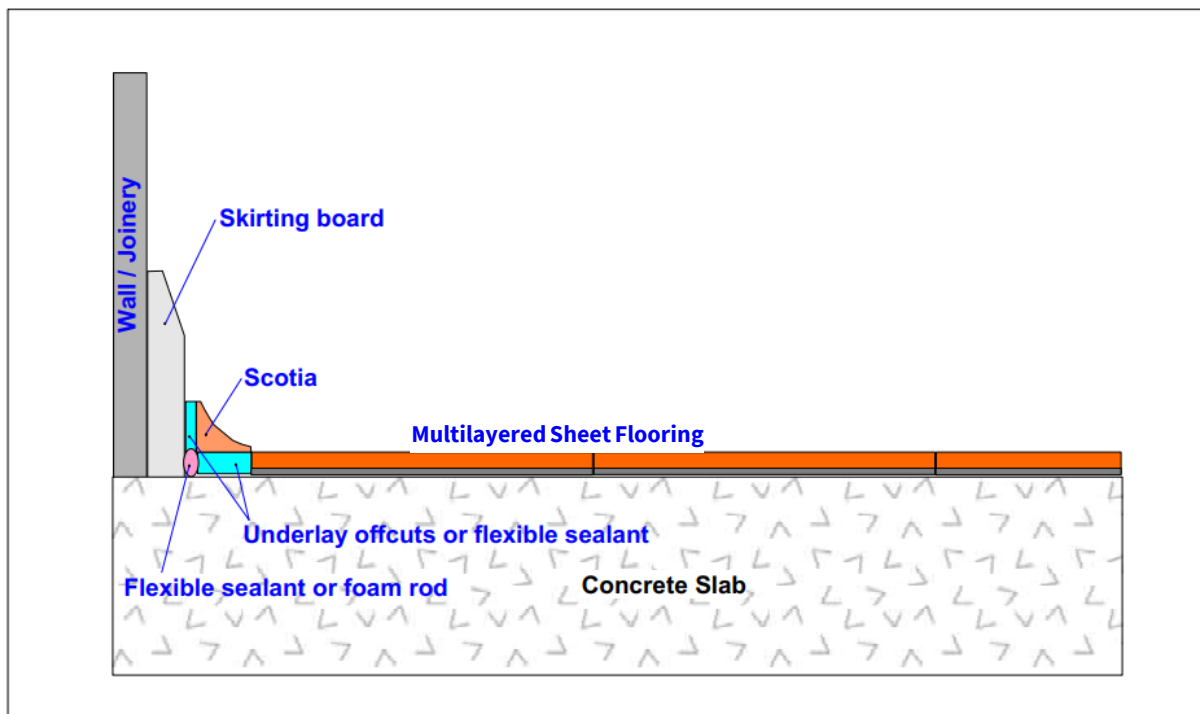 Wall / Joinery
Skirting board
Scotia
Multilayered Sheet Flooring
Underlay offcuts or flexible sealant
Flexible sealant or foam rod
Concrete Slab